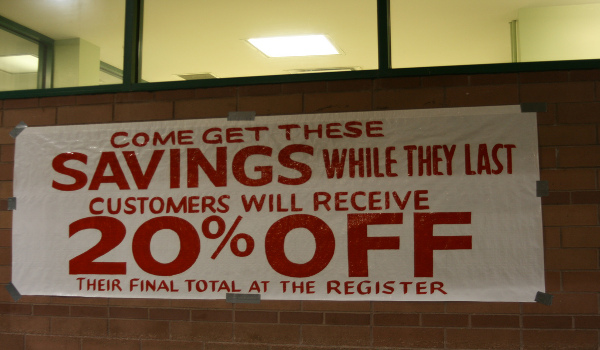 COME GET THESE
SAVINGS WHILE THEY LAST
CUSTOMERS WILL RECEIVE
20% OFF
THEIR FINAL TOTAL AT THE REGISTER